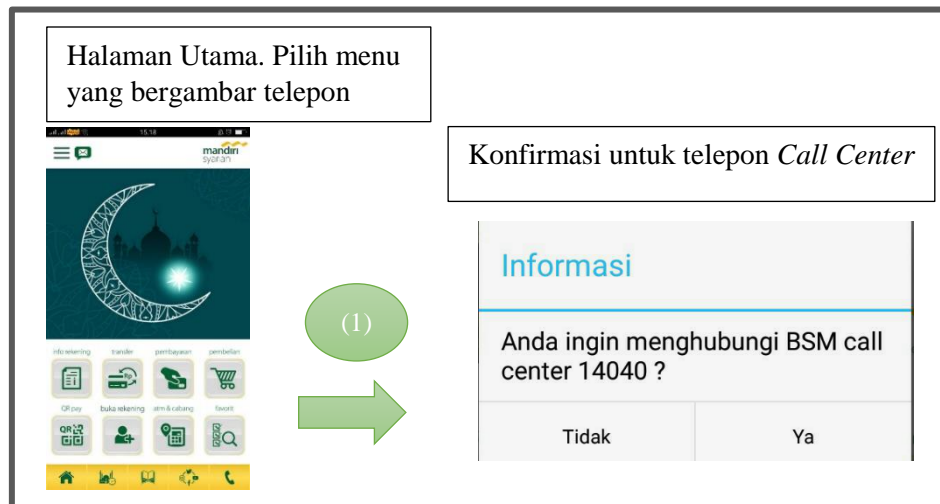 Halaman Utama. Pilih menu
yang bergambar telepon
15.18
mandiri
syariah
Konfirmasi untuk telepon Call Center
(1)
Informasi
Anda ingin menghubungi BSM call
center 14040 ?
Tidak Ya
info rekening transfer pembayaran pembelian
Rp
QR pay buka rekening atm & cabang favorit